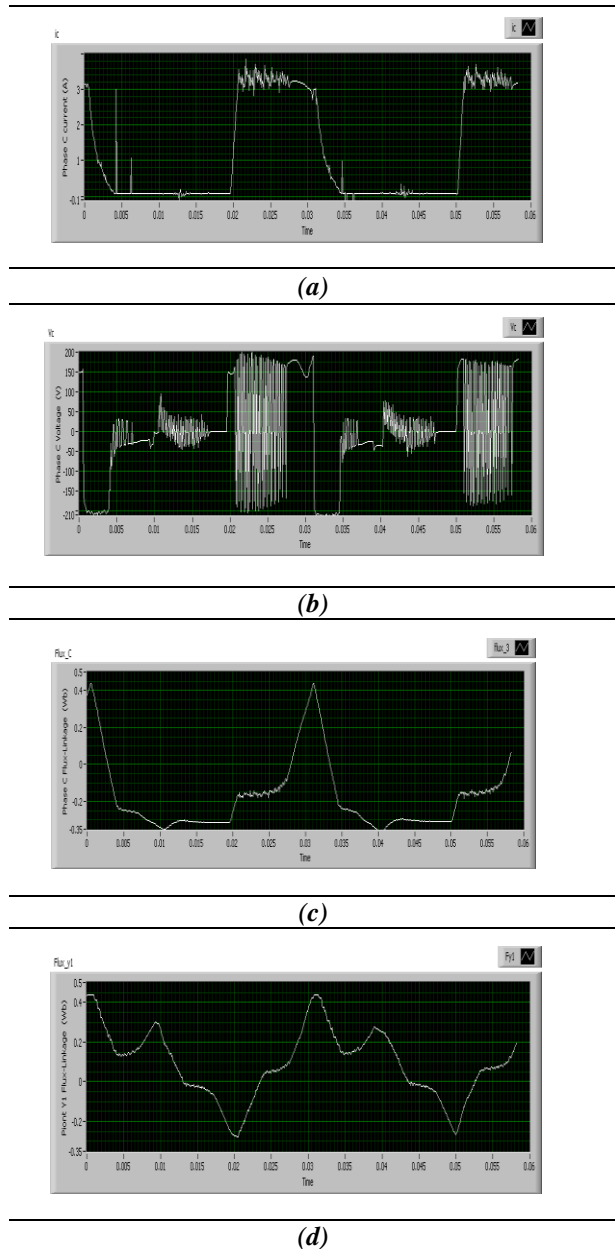 ic
ic
Phase C current (A)
3
1
-0.1
0 0.005 0.01 0.015 0.02 0.025 0.03 0.035 0.04 0.045 0.05 0.055 0.06
Time
(a)
Vc
Vc
Phase C Voltage (V)
200
150
100
50
0
-50
-100
-150
-210
0 0.005 0.01 0.015 0.02 0.025 0.03 0.035 0.04 0.045 0.05 0.055 0.06
Time
(b)
Flux_C
flux_3
Phase C Flux-Linkage (Wb)
0.5
0.4
0.2
0
-0.2
-0.35
0 0.005 0.01 0.015 0.02 0.025 0.03 0.035 0.04 0.045 0.05 0.055 0.06
Time
(c)
Flux_y1
Fy1
Piont Y1 Flux-Linkage (Wb)
0.5
0.4
0.2
0
-0.2
-0.35
0 0.005 0.01 0.015 0.02 0.025 0.03 0.035 0.04 0.045 0.05 0.055 0.06
Time
(d)